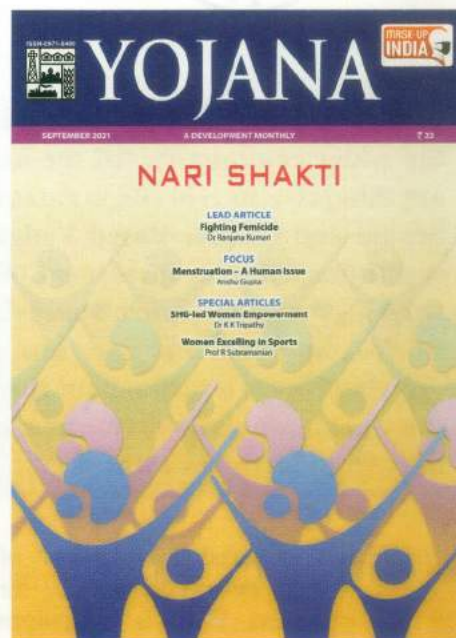 ISSN-0971-8400
YOJANA
MASK UP
INDIA
SEPTEMBER 2021
A DEVELOPMENT MONTHLY
₹ 22
NARI SHAKTI
LEAD ARTICLE
Fighting Femicide
Dr Ranjana Kumari
FOCUS
Menstruation – A Human Issue
Anshu Gupta
SPECIAL ARTICLES
SHG-led Women Empowerment
Dr K K Tripathy
Women Excelling in Sports
Prof R Subramanian